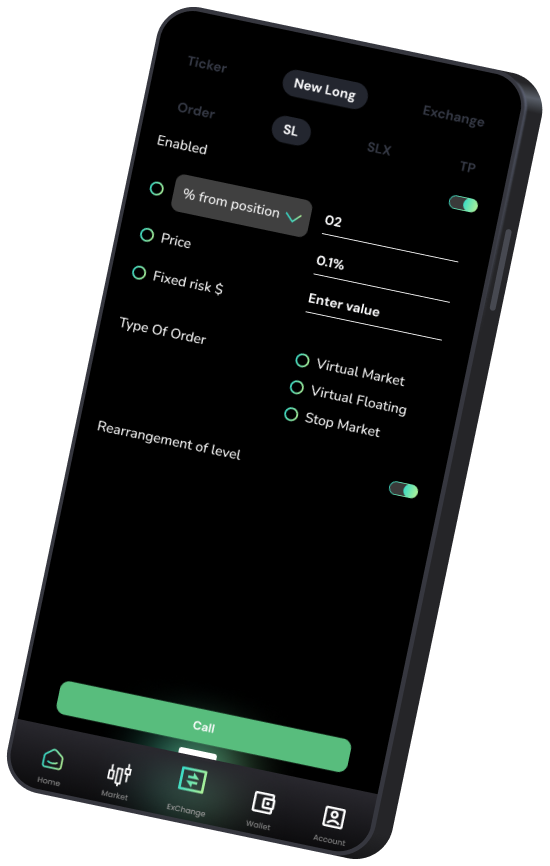 Ticker
New Long
Exchange
Order
SL
SLX
TP
Enabled
% from position
02
Price
0.1%
Fixed risk $
Enter value
Type Of Order
Virtual Market
Virtual Floating
Stop Market
Rearrangement of level
Call
Home
Market
ExChange
Wallet
Account